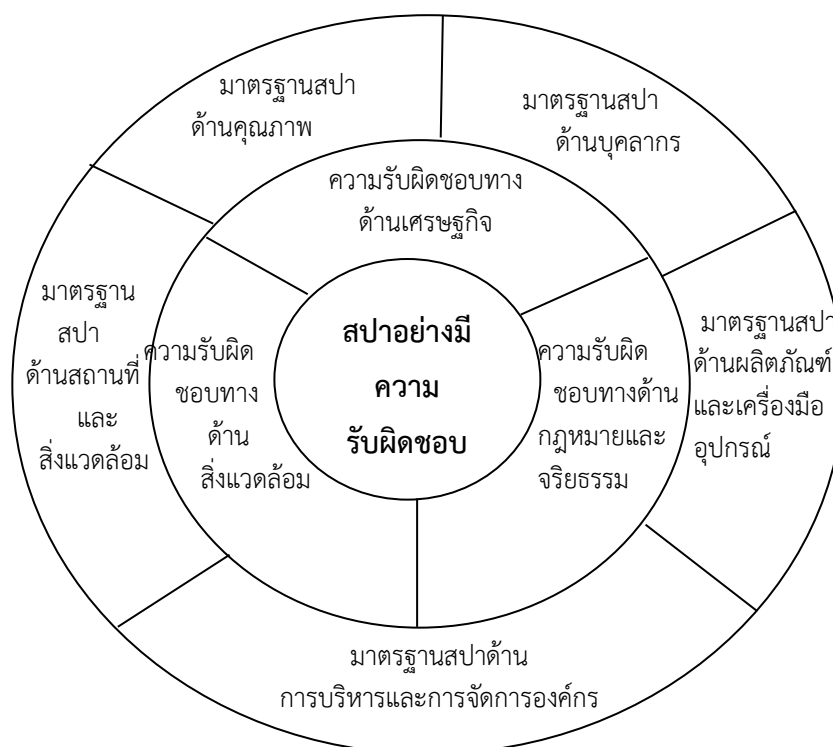 มาตรฐานสปา
ด้านคุณภาพ
มาตรฐานสปา
ด้านบุคลากร
ความรับผิดชอบทาง
ด้านเศรษฐกิจ
มาตรฐาน
สปา
ด้านสถานที่
และ
สิ่งแวดล้อม
ความรับผิด
ชอบทาง
ด้าน
สิ่งแวดล้อม
สปาอย่างมี
ความ
รับผิดชอบ
ความรับผิด
ชอบทางด้าน
กฎหมายและ
จริยธรรม
มาตรฐานสปา
ด้านผลิตภัณฑ์
และเครื่องมือ
อุปกรณ์
มาตรฐานสปาด้าน
การบริหารและการจัดการองค์กร